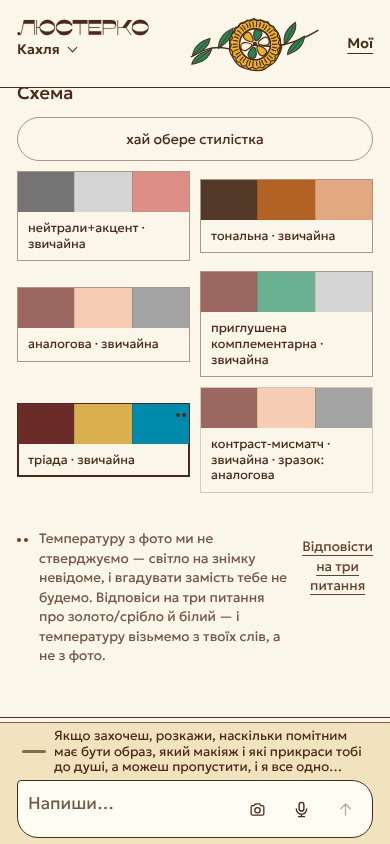 ЛЮСТЕРКО
Кахля
Мої
Схема
хай обере стилістка
нейтрали+акцент ·
звичайна
тональна · звичайна
аналогова · звичайна
приглушена
комплементарна ·
звичайна
тріада · звичайна
контраст-мисматч ·
звичайна · зразок:
аналогова
Температуру з фото ми не
стверджуємо — світло на знімку
невідоме, і вгадувати замість тебе не
будемо. Відповіси на три питання
про золото/срібло й білий — і
температуру візьмемо з твоїх слів, а
не з фото.
Відповісти
на три
питання
Якщо захочеш, розкажи, наскільки помітним
має бути образ, який макіяж і які прикраси тобі
до душі, а можеш пропустити, і я все одно…
Напиши…